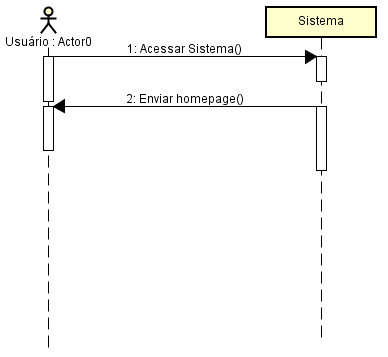 Usuário : Actor0
Sistema
1: Acessar Sistema()
2: Enviar homepage()